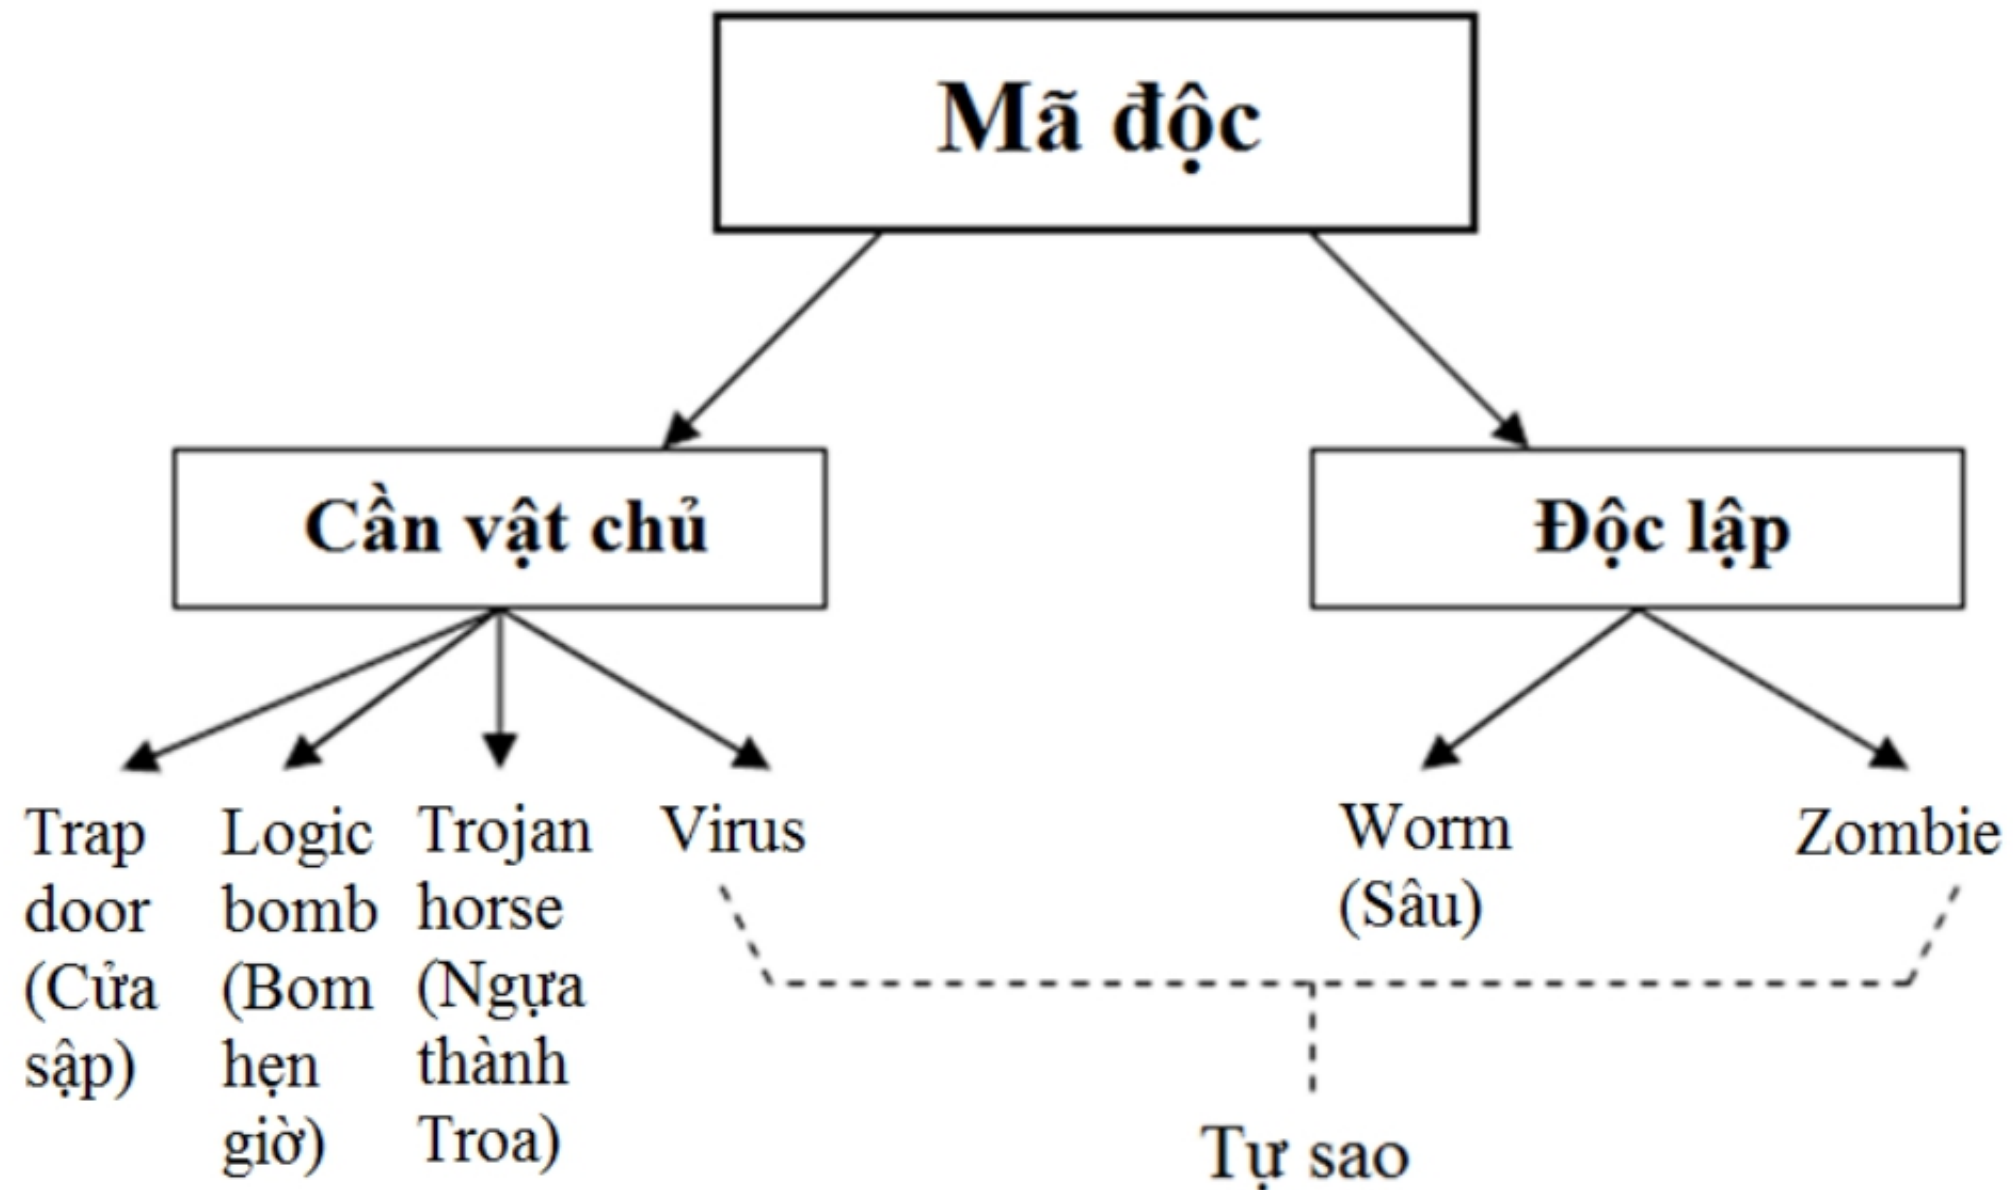 Mã độc
Cần vật chủ
Độc lập
Trap
door
(Cửa
sập)
Logic
bomb
(Bom
hẹn
giờ)
Trojan
horse
(Ngựa
thành
Troa)
Virus
Worm
(Sâu)
Zombie
Tự sao